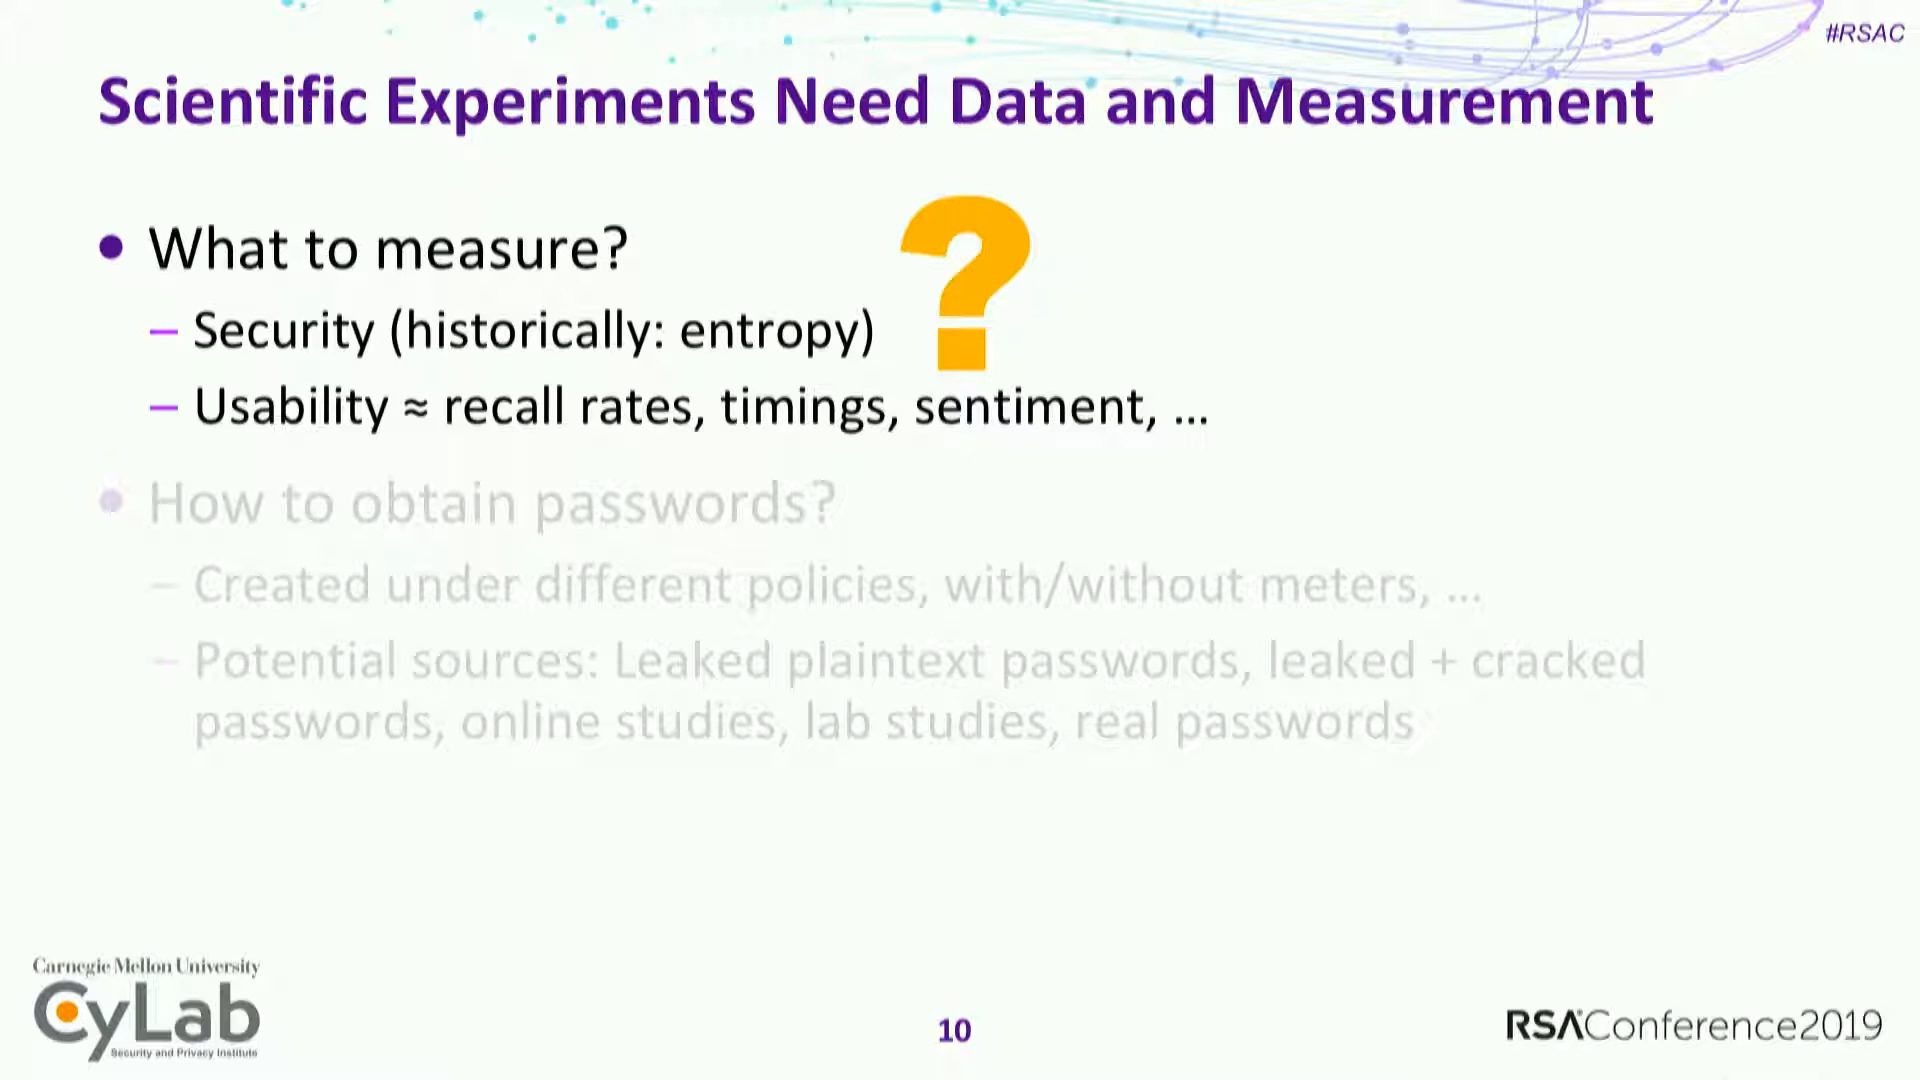 #RSAC
Scientific Experiments Need Data and Measurement
• What to measure?
– Security (historically: entropy)
?
– Usability ≈ recall rates, timings, sentiment, ...
• How to obtain passwords?
– Created under different policies, with/without meters, ...
– Potential sources: Leaked plaintext passwords, leaked + cracked
passwords, online studies, lab studies, real passwords
Carnegie Mellon University
CyLab
Security and Privacy Institute
10
RSAConference2019